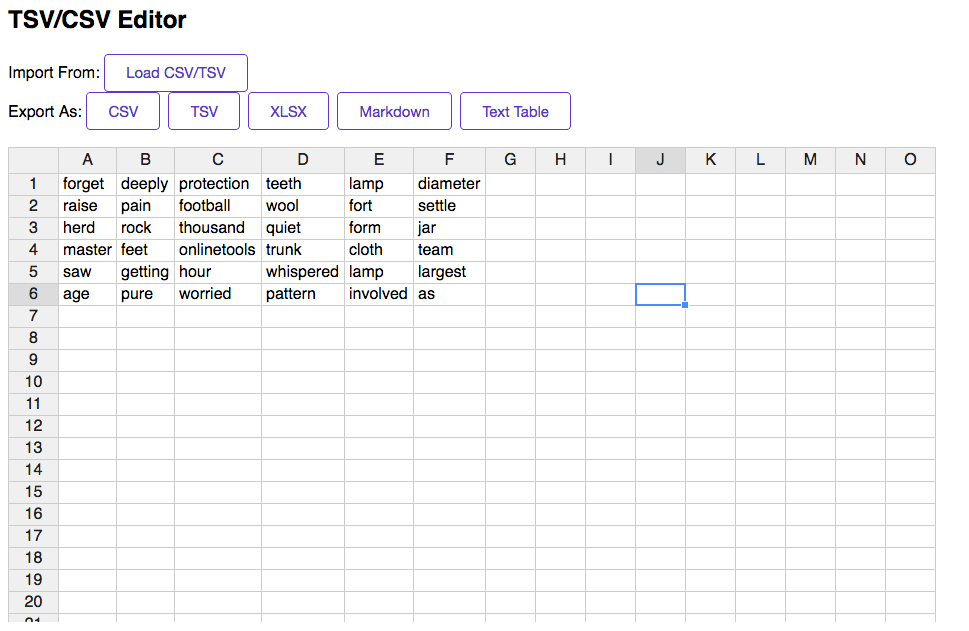 TSV/CSV Editor
Import From: Load CSV/TSV
Export As: CSV TSV XLSX Markdown Text Table
A B C D E F G H I J K L M N O
1 forget deeply protection teeth lamp diameter
2 raise pain football wool fort settle
3 herd rock thousand quiet form jar
4 master feet onlinetools trunk cloth team
5 saw getting hour whispered lamp largest
6 age pure worried pattern involved as
7
8
9
10
11
12
13
14
15
16
17
18
19
20
21